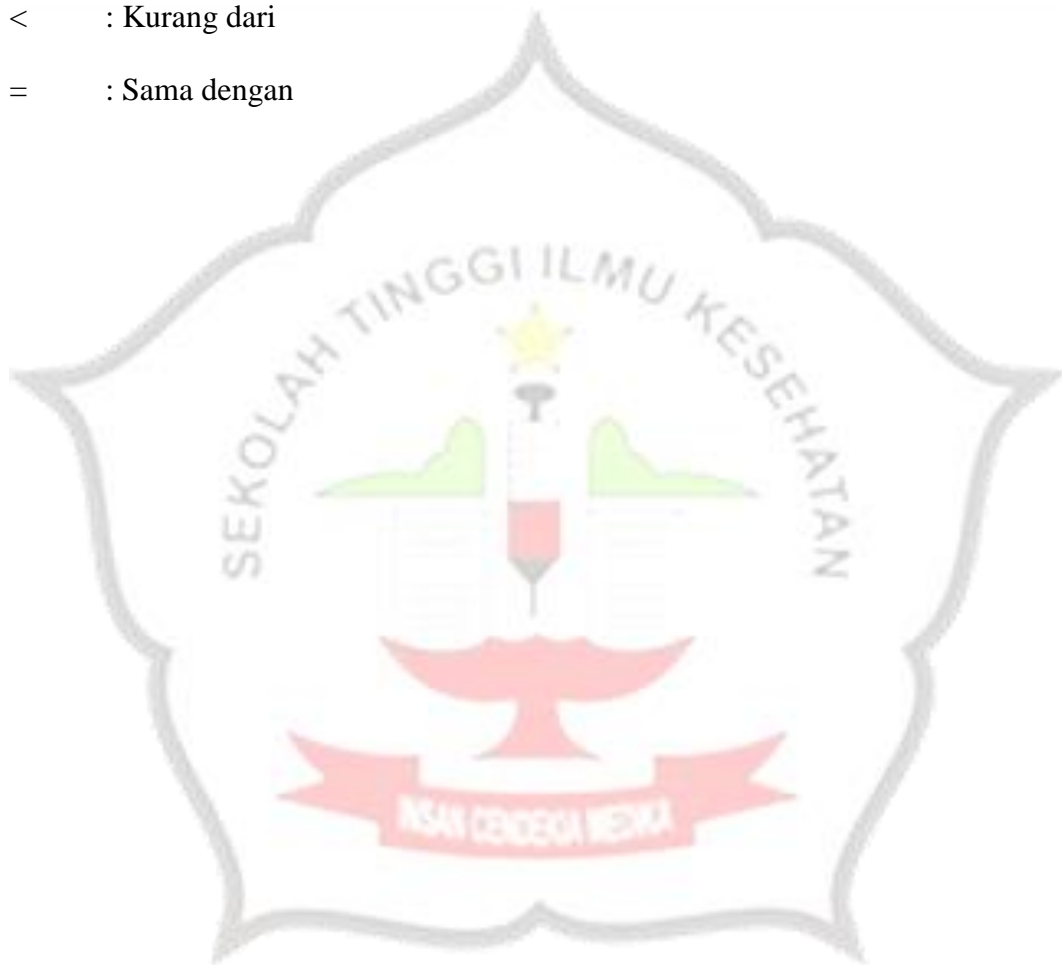 < : Kurang dari
= : Sama dengan
SEKOLAH TINGGI ILMU KESEHATAN
INSAN CENDEKIA MEDIKA